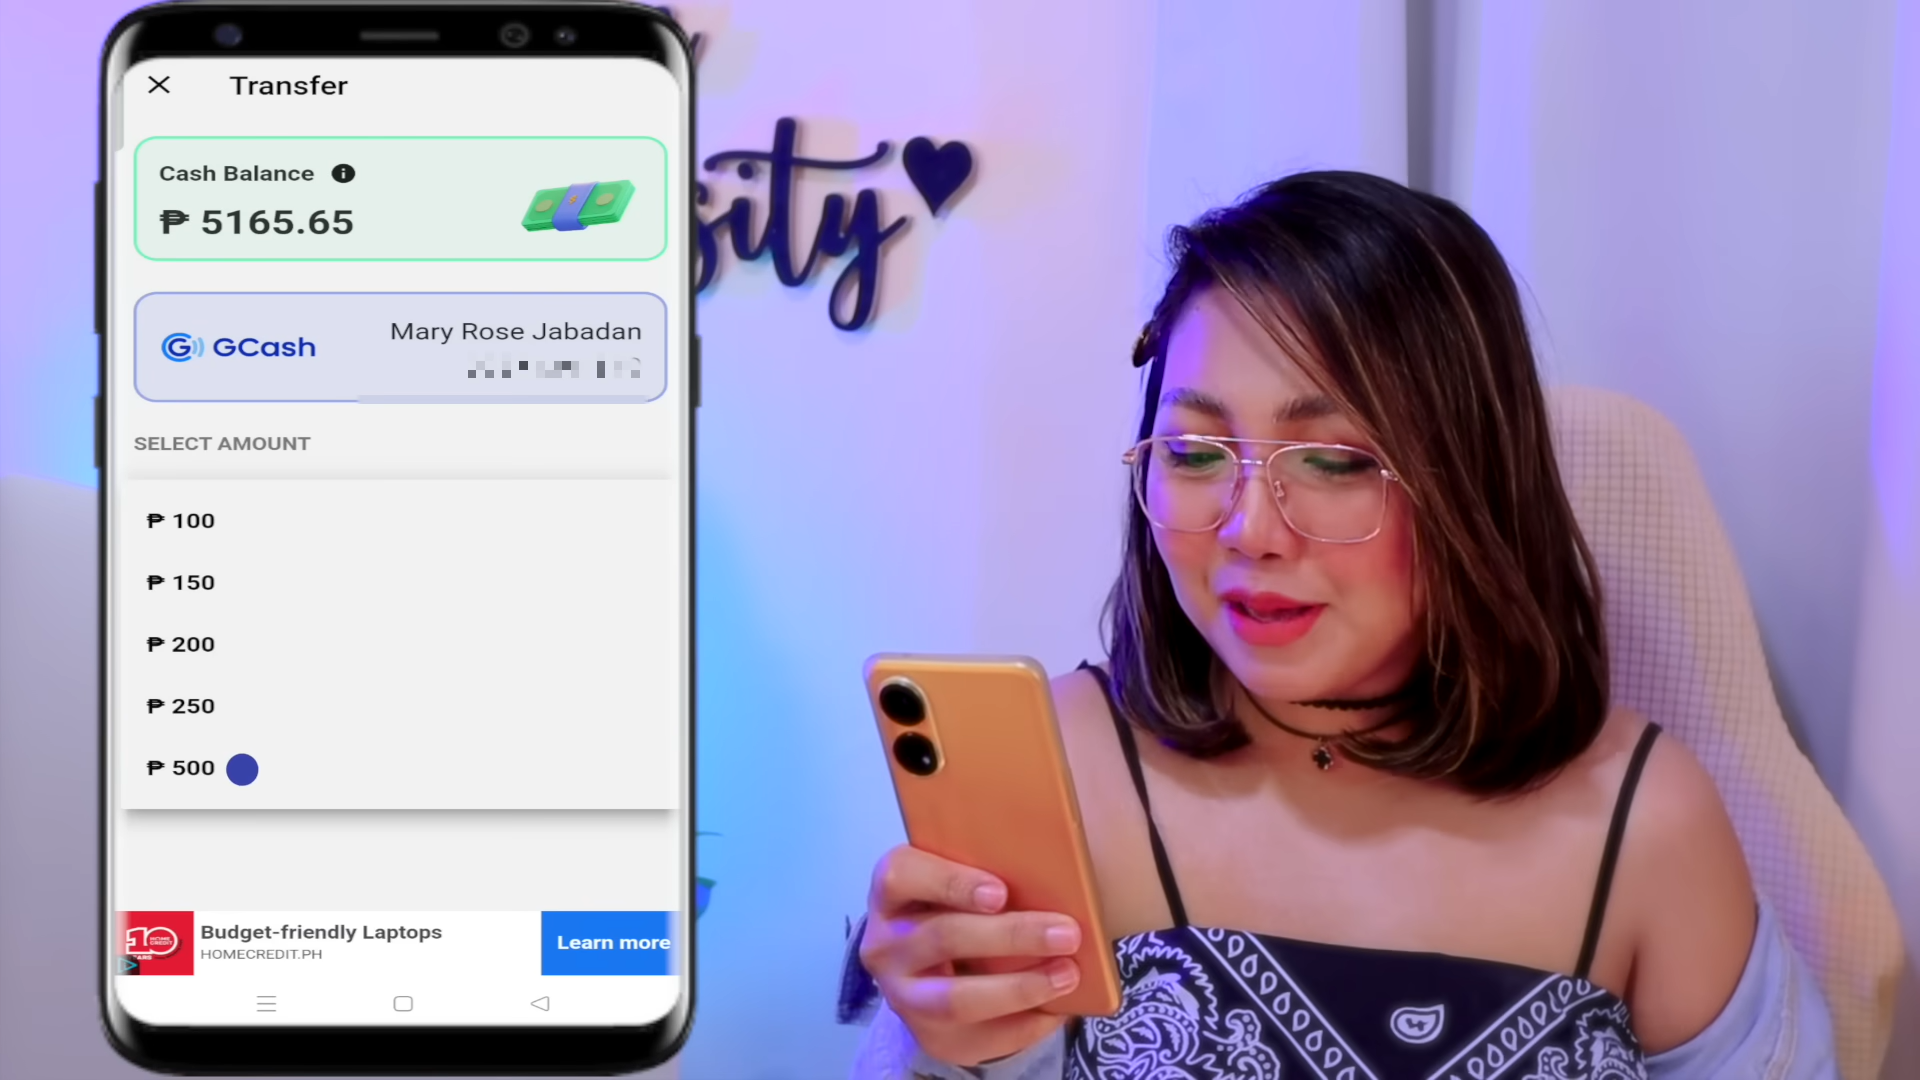 Transfer
Cash Balance
₱ 5165.65
GCash
Mary Rose Jabadan
SELECT AMOUNT
₱ 100
₱ 150
₱ 200
₱ 250
₱ 500
Budget-friendly Laptops
HOMECREDIT.PH
Learn more
sity